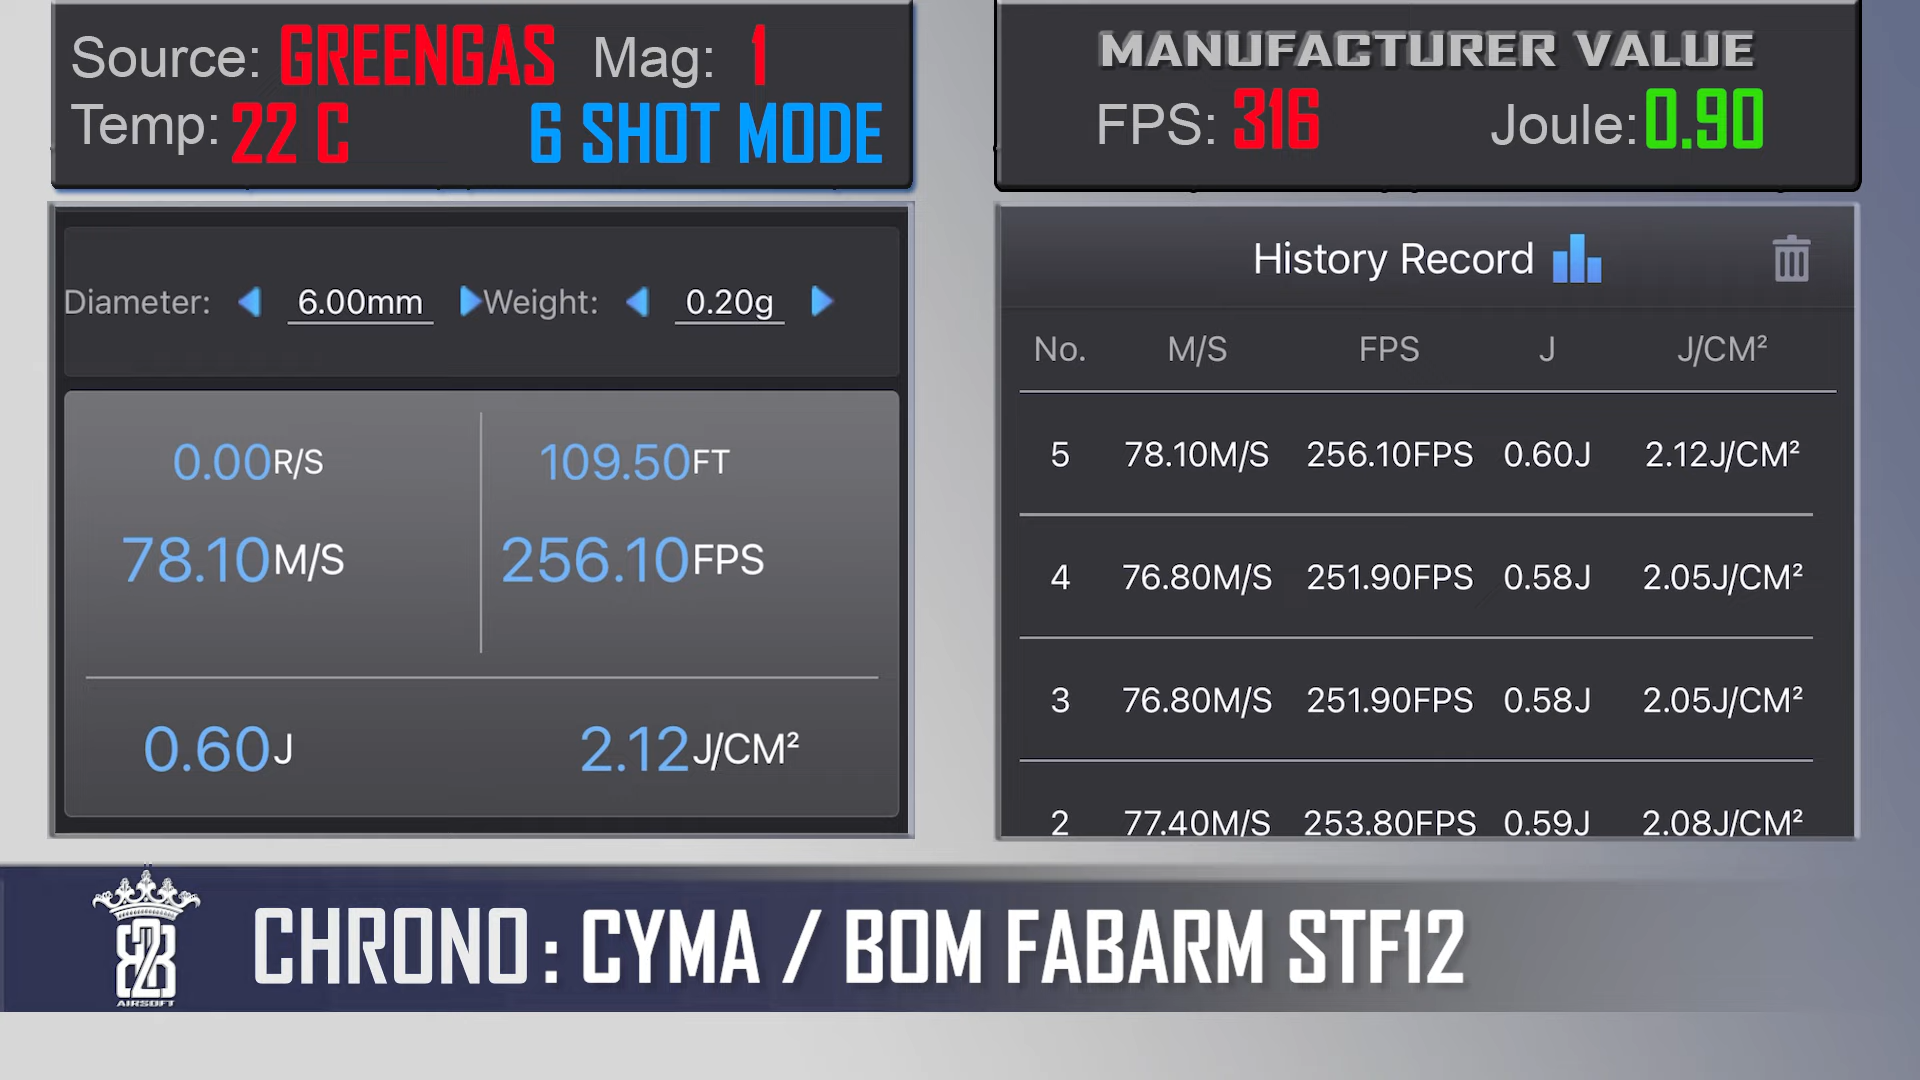 Source: GREENGAS Mag: 1
Temp: 22 C 6 SHOT MODE
MANUFACTURER VALUE
FPS: 316 Joule: 0.90
Diameter: 6.00mm Weight: 0.20g
0.00R/S 109.50FT
78.10M/S 256.10FPS
0.60J 2.12J/CM²
History Record
No. M/S FPS J J/CM²
5 78.10M/S 256.10FPS 0.60J 2.12J/CM²
4 76.80M/S 251.90FPS 0.58J 2.05J/CM²
3 76.80M/S 251.90FPS 0.58J 2.05J/CM²
2 77.40M/S 253.80FPS 0.59J 2.08J/CM²
B2B
AIRSOFT
CHRONO : CYMA / BOM FABARM STF12